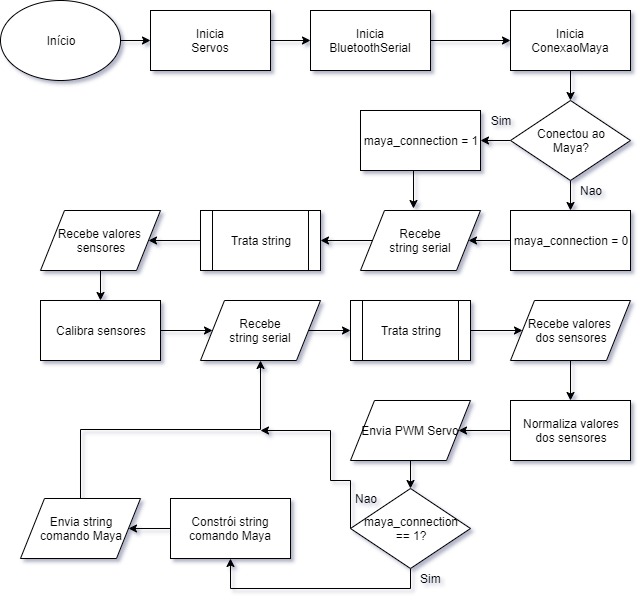 Início
Inicia
Servos
Inicia
BluetoothSerial
Inicia
ConexaoMaya
Conectou ao
Maya?
Sim
maya_connection = 1
Nao
maya_connection = 0
Recebe
string serial
Trata string
Recebe valores
sensores
Calibra sensores
Recebe
string serial
Trata string
Recebe valores
dos sensores
Normaliza valores
dos sensores
Envia PWM Servo
maya_connection
== 1?
Nao
Sim
Constrói string
comando Maya
Envia string
comando Maya